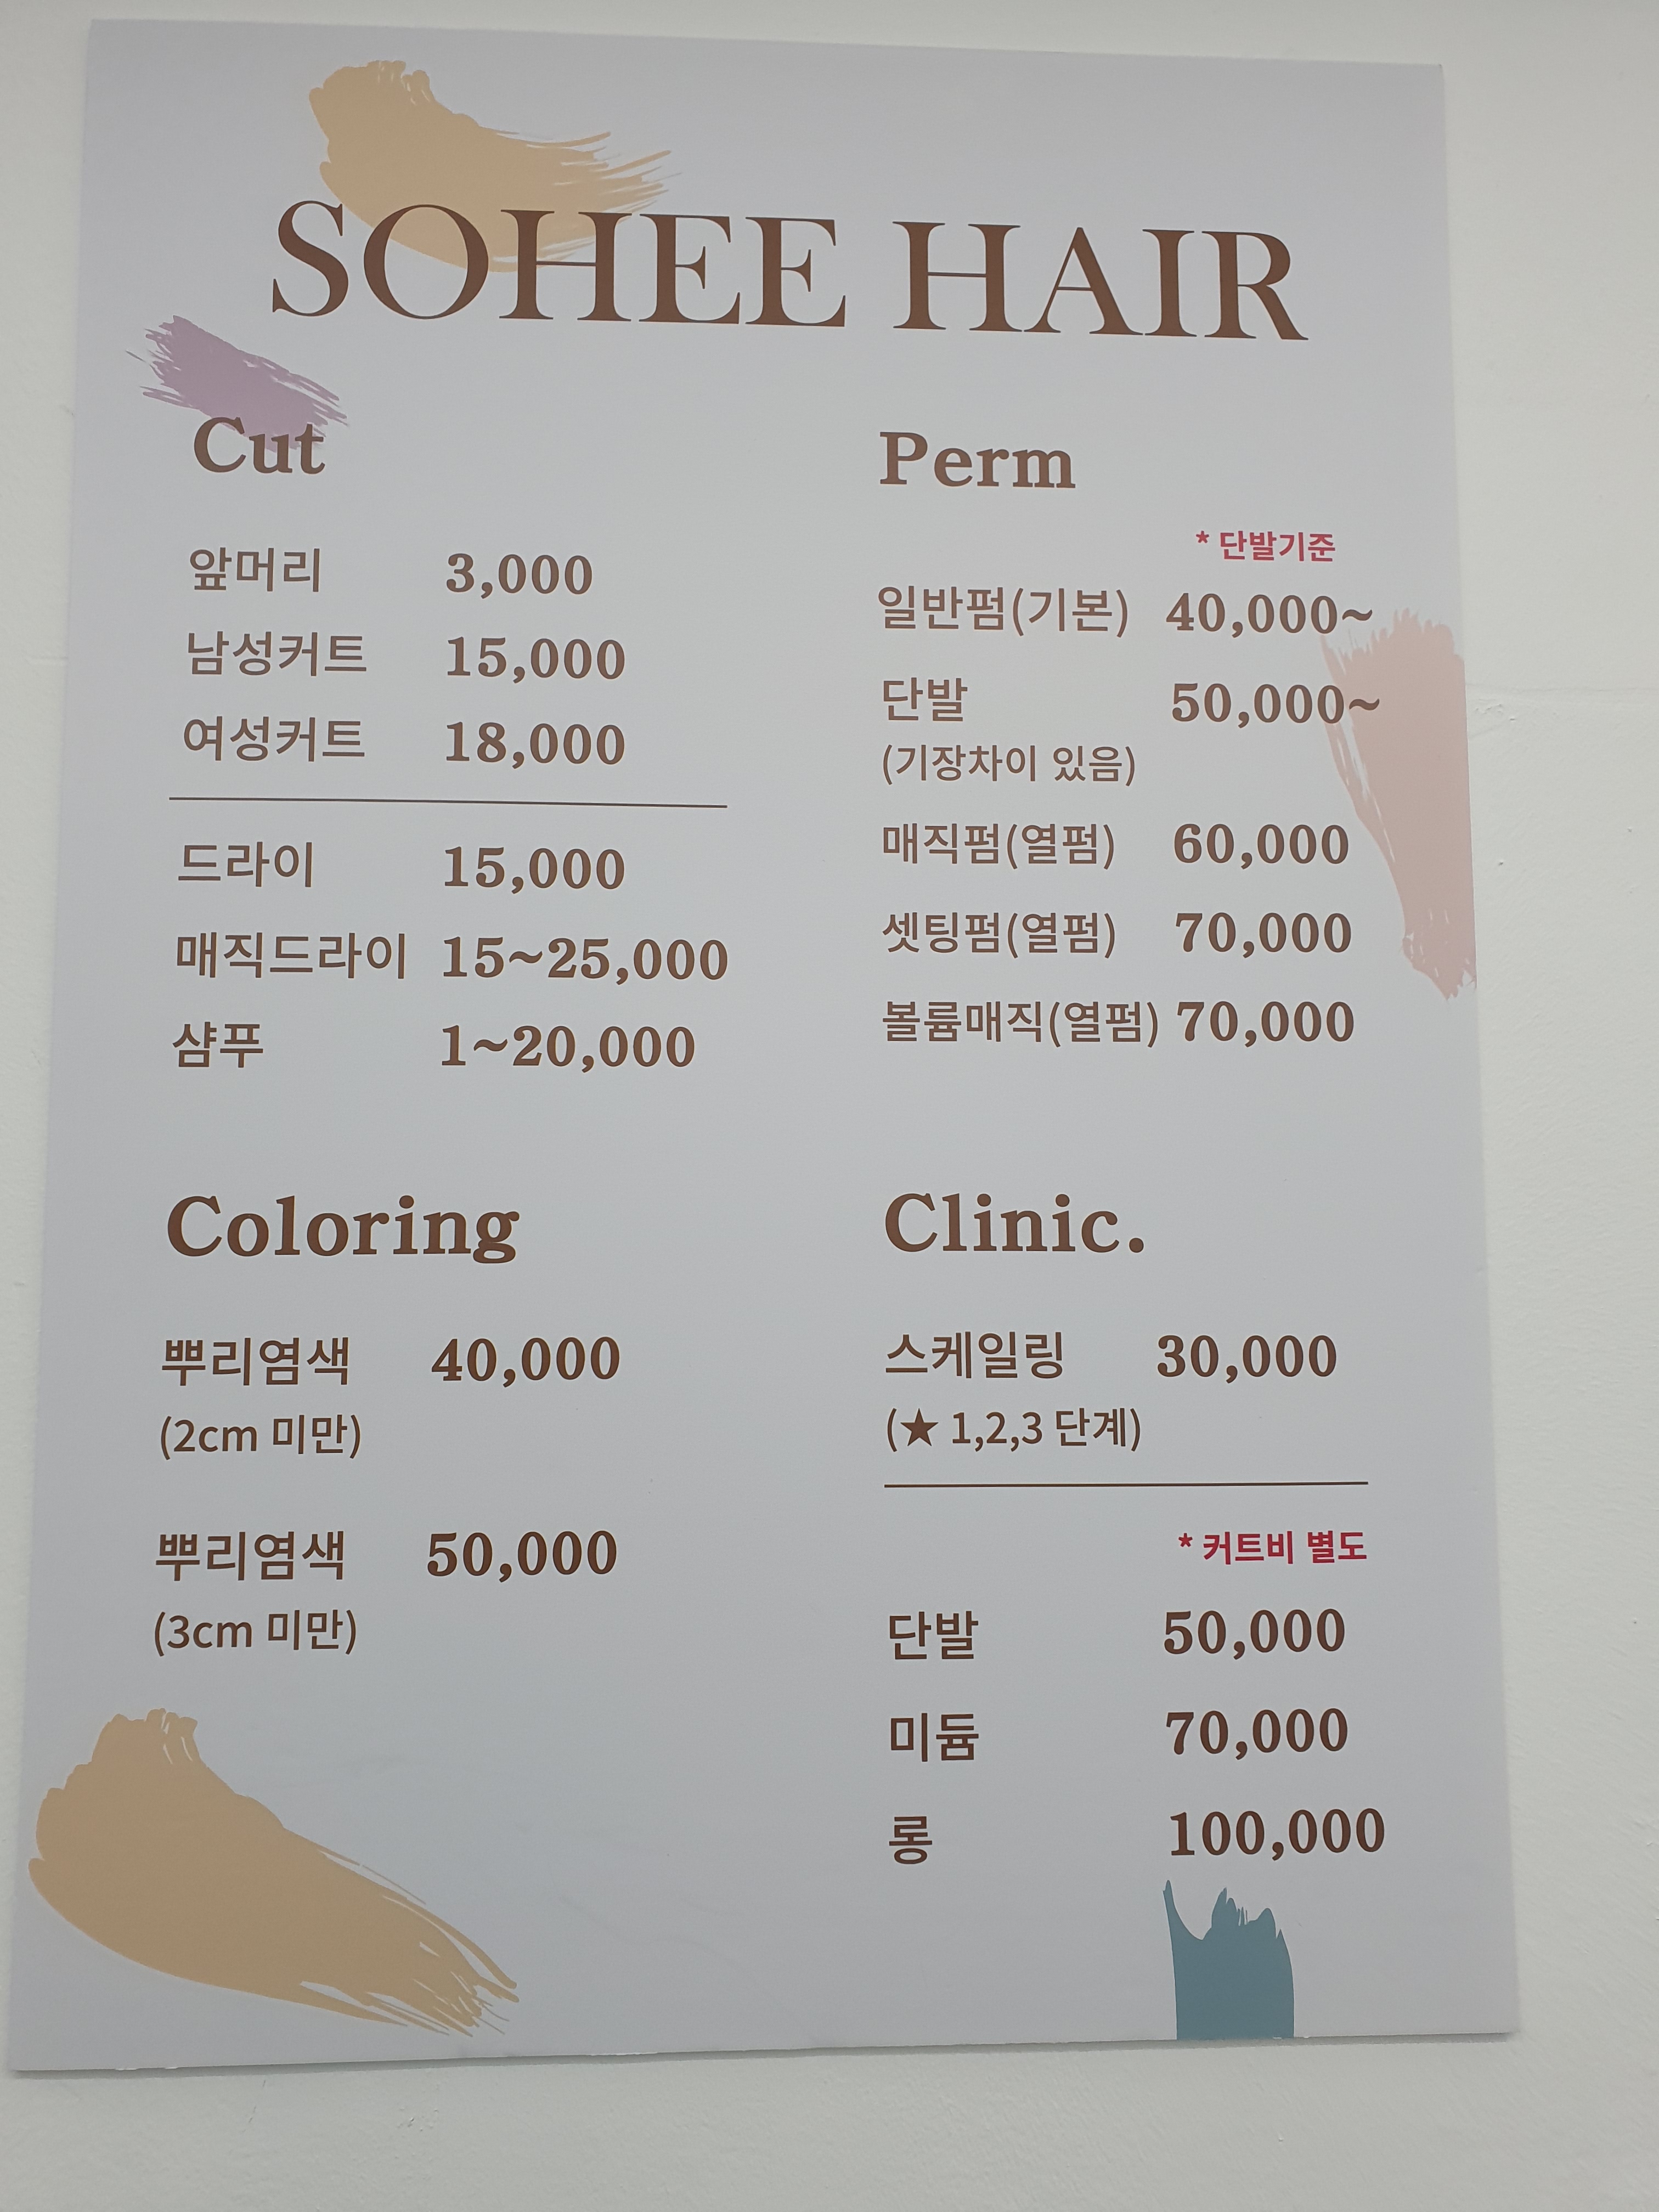 SOHEE HAIR
Cut
앞머리 3,000
남성커트 15,000
여성커트 18,000
드라이 15,000
매직드라이 15~25,000
샴푸 1~20,000
Perm
* 단발기준
일반펌(기본) 40,000~
단발 50,000~
(기장차이 있음)
매직펌(열펌) 60,000
셋팅펌(열펌) 70,000
볼륨매직(열펌) 70,000
Coloring
뿌리염색 40,000
(2cm 미만)
뿌리염색 50,000
(3cm 미만)
Clinic.
스케일링 30,000
(★ 1,2,3 단계)
* 커트비 별도
단발 50,000
미듐 70,000
롱 100,000